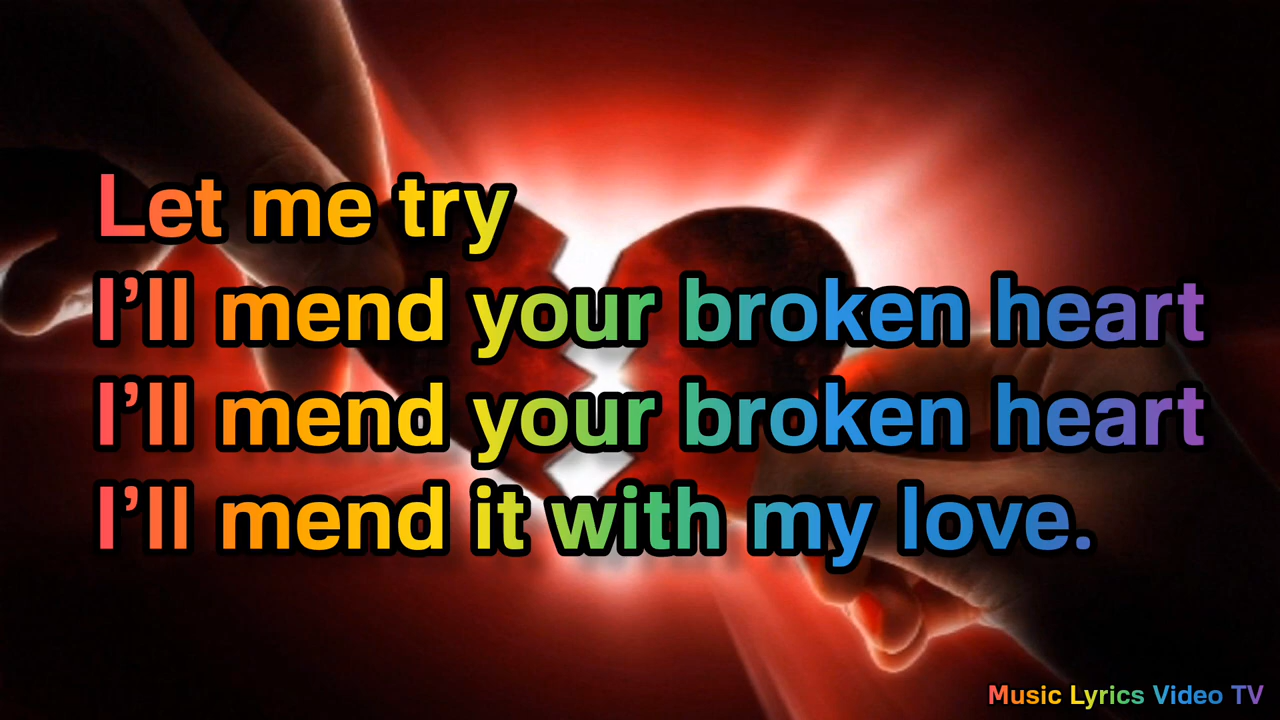 Let me try
I’ll mend your broken heart
I’ll mend your broken heart
I’ll mend it with my love.
Music Lyrics Video TV